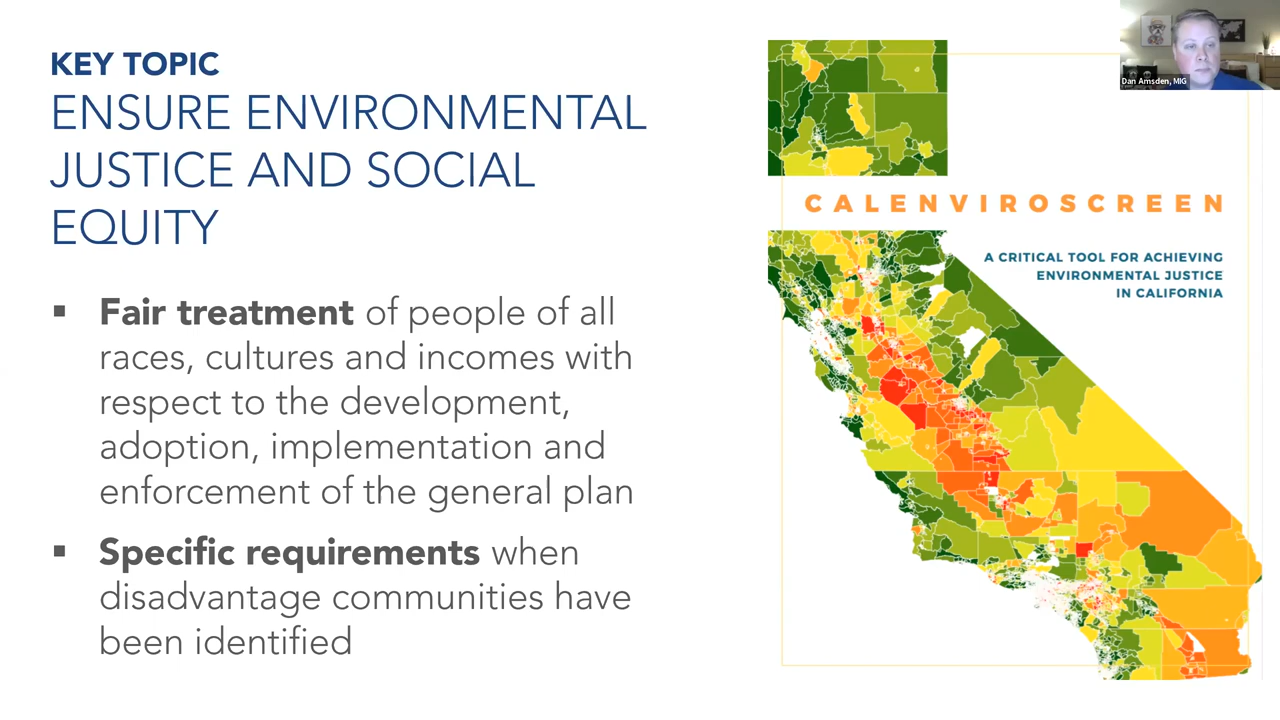 KEY TOPIC
ENSURE ENVIRONMENTAL
JUSTICE AND SOCIAL
EQUITY
▪ Fair treatment of people of all
races, cultures and incomes with
respect to the development,
adoption, implementation and
enforcement of the general plan
▪ Specific requirements when
disadvantage communities have
been identified
CALENVIROSCREEN
A CRITICAL TOOL FOR ACHIEVING
ENVIRONMENTAL JUSTICE
IN CALIFORNIA
Dan Amsden, MIG